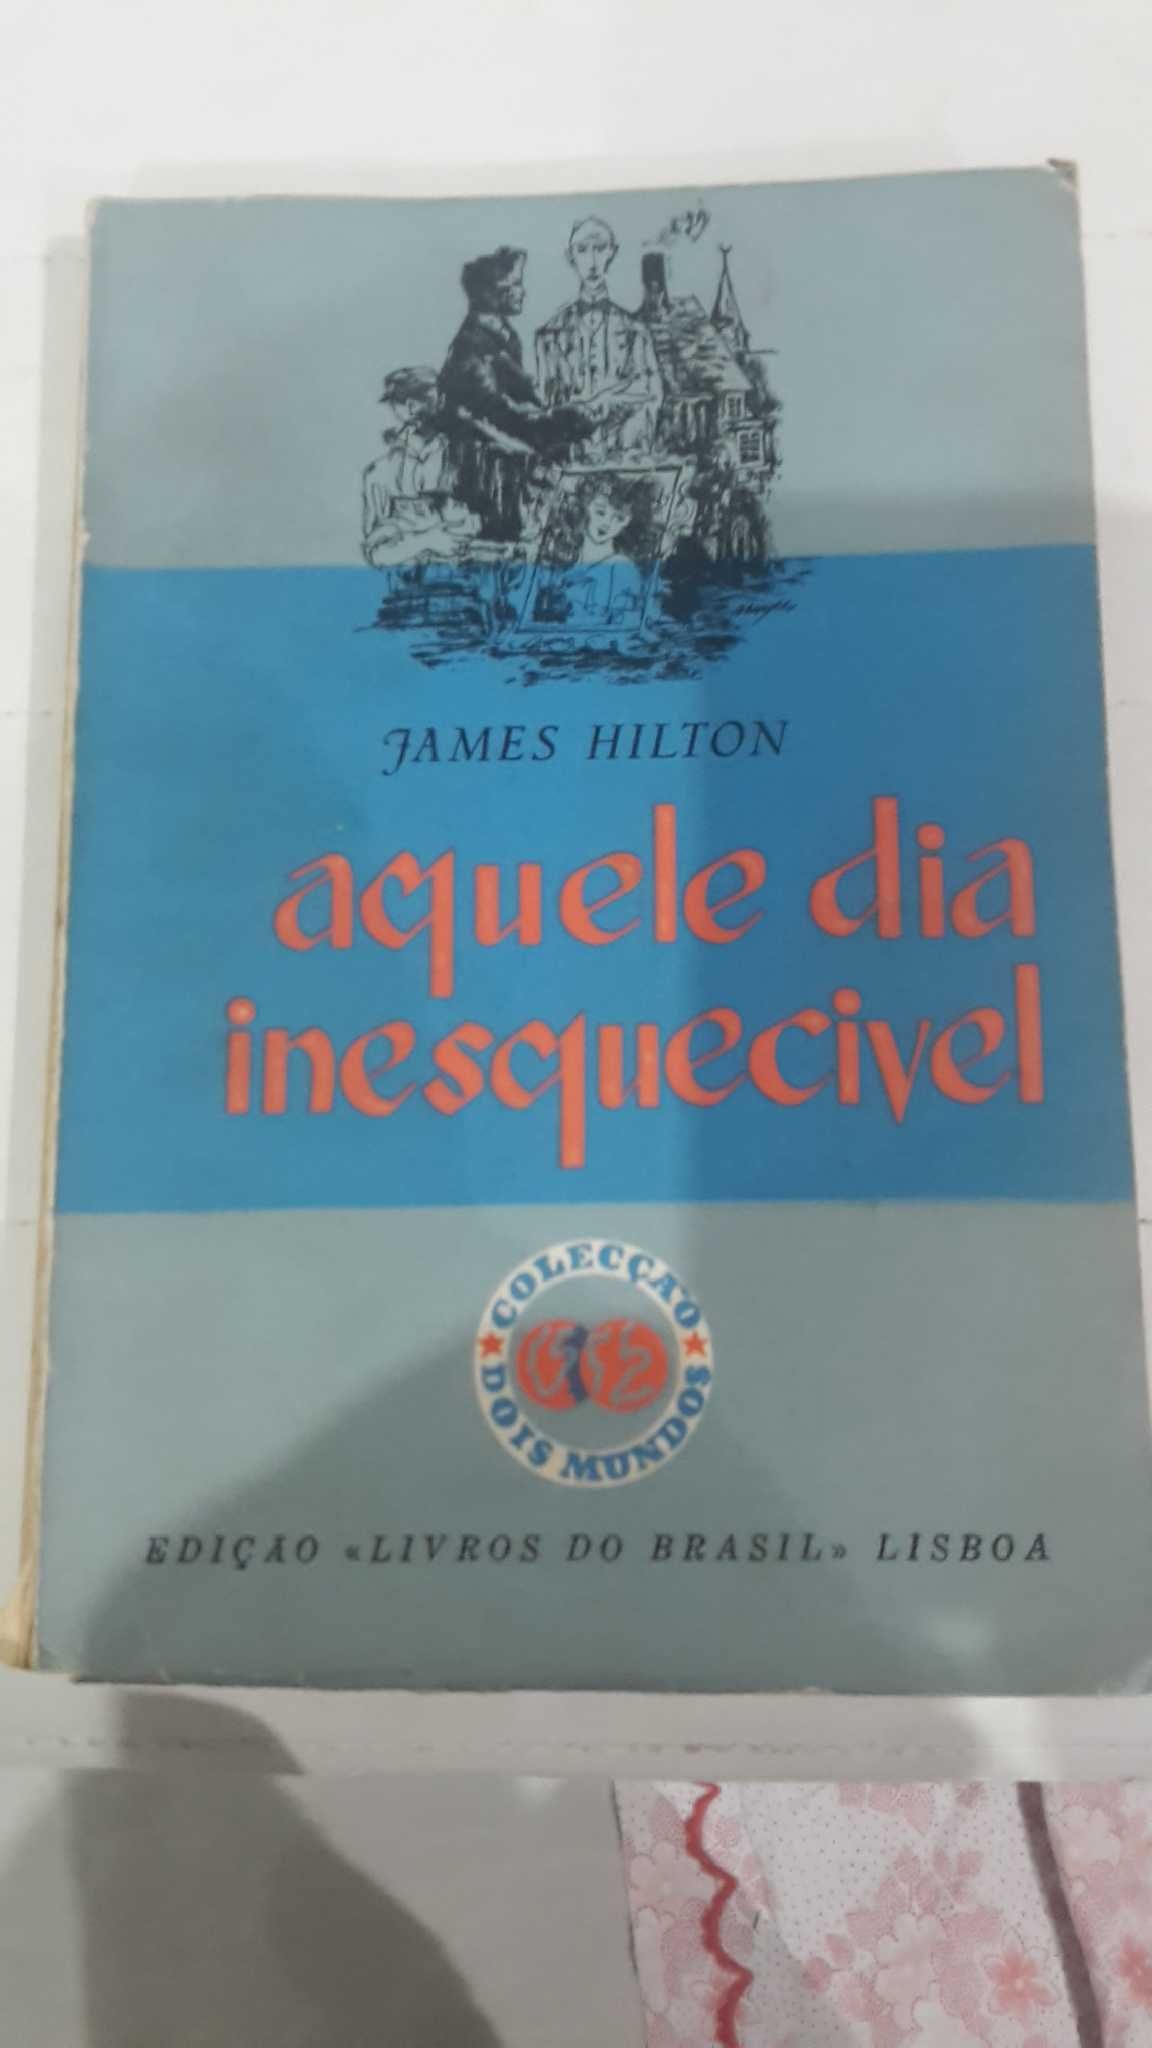 JAMES HILTON
aquele dia
inesquecivel
COLECÇÃO
DOIS MUNDOS
EDIÇÃO «LIVROS DO BRASIL» LISBOA